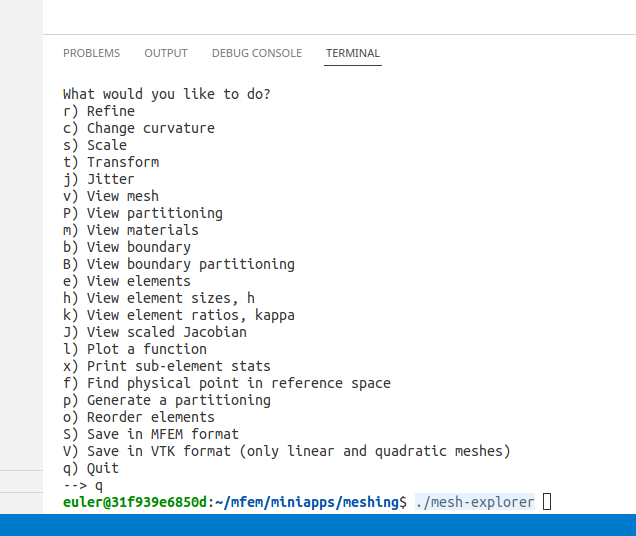 PROBLEMS OUTPUT DEBUG CONSOLE TERMINAL
What would you like to do?
r) Refine
c) Change curvature
s) Scale
t) Transform
j) Jitter
v) View mesh
P) View partitioning
m) View materials
b) View boundary
B) View boundary partitioning
e) View elements
h) View element sizes, h
k) View element ratios, kappa
J) View scaled Jacobian
l) Plot a function
x) Print sub-element stats
f) Find physical point in reference space
p) Generate a partitioning
o) Reorder elements
S) Save in MFEM format
V) Save in VTK format (only linear and quadratic meshes)
q) Quit
--> q
euler@31f939e6850d:~/mfem/miniapps/meshing$ ./mesh-explorer